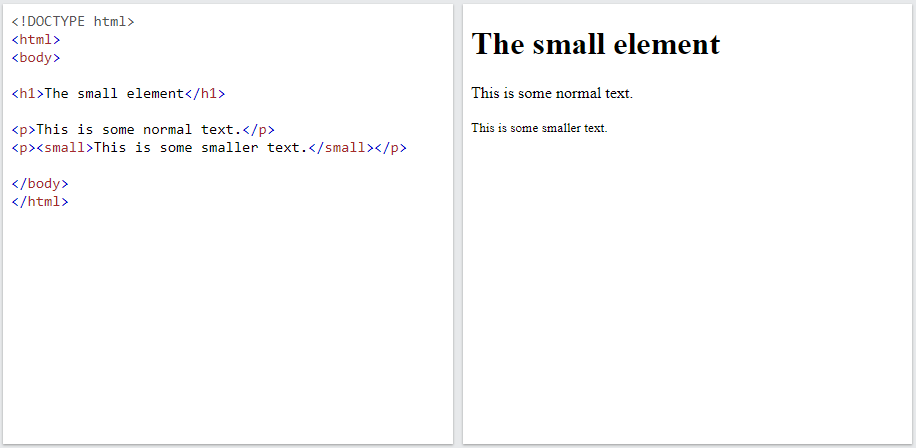 <!DOCTYPE html>
<html>
<body>
<h1>The small element</h1>
<p>This is some normal text.</p>
<p><small>This is some smaller text.</small></p>
</body>
</html>
The small element
This is some normal text.
This is some smaller text.